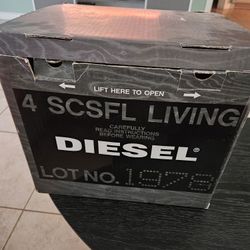 ← LIFT HERE TO OPEN →
4 SCSFL LIVING
CAREFULLY
READ INSTRUCTIONS
BEFORE WEARING
DIESEL
LOT NO. 1978